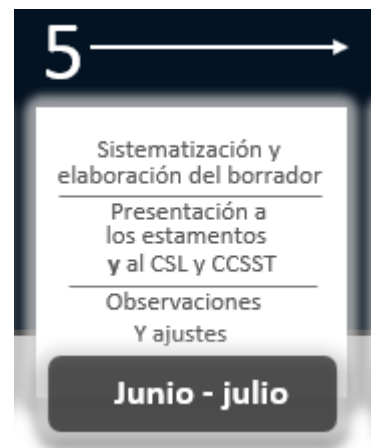 5
Sistematización y
elaboración del borrador
Presentación a
los estamentos
y al CSL y CCSST
Observaciones
Y ajustes
Junio - julio